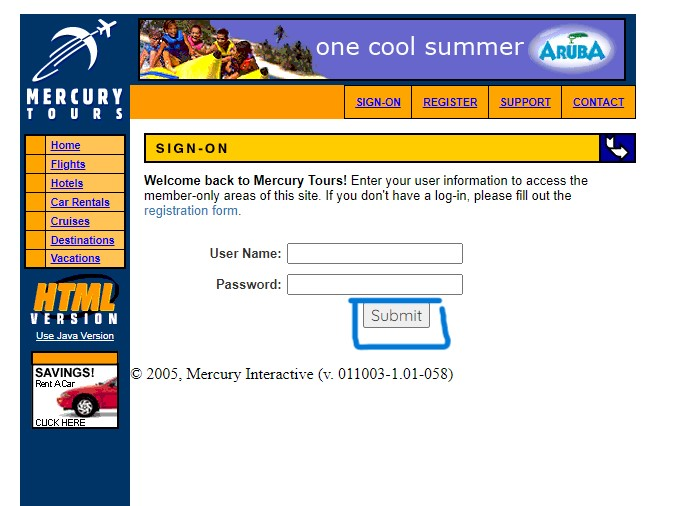 one cool summer ARUBA
MERCURY
TOURS
SIGN-ON REGISTER SUPPORT CONTACT
Home
Flights
Hotels
Car Rentals
Cruises
Destinations
Vacations
HTML
VERSION
Use Java Version
SAVINGS!
Rent A Car
CLICK HERE
SIGN-ON
Welcome back to Mercury Tours! Enter your user information to access the
member-only areas of this site. If you don't have a log-in, please fill out the
registration form.
User Name:
Password:
Submit
© 2005, Mercury Interactive (v. 011003-1.01-058)